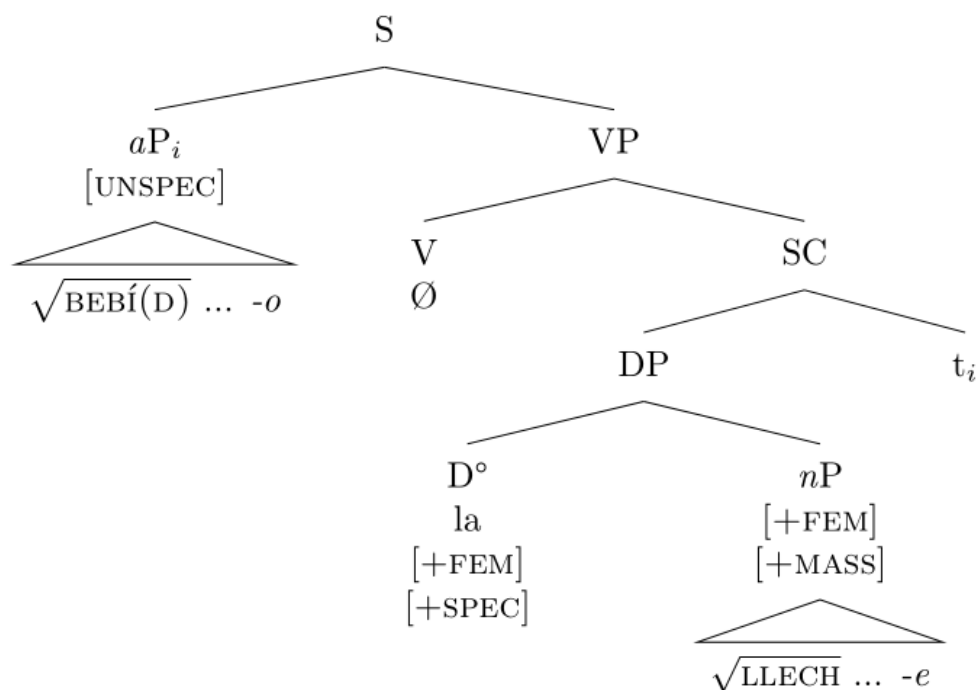 S
aPᵢ VP
[UNSPEC]
V SC
Ø
√BEBÍ(D) ... -o
DP tᵢ
D° nP
la [+FEM]
[+FEM] [+MASS]
[+SPEC]
√LLECH ... -e